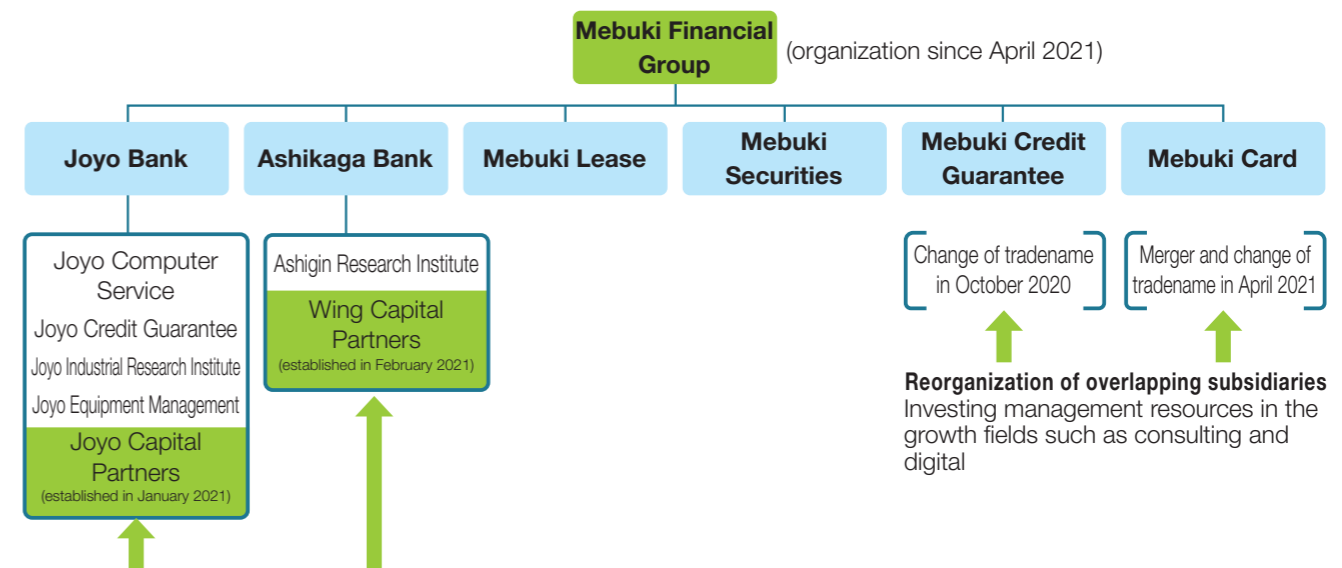 Mebuki Financial
Group
(organization since April 2021)
Joyo Bank
Ashikaga Bank
Mebuki Lease
Mebuki
Securities
Mebuki Credit
Guarantee
Mebuki Card
Joyo Computer
Service
Joyo Credit Guarantee
Joyo Industrial Research Institute
Joyo Equipment Management
Joyo Capital
Partners
(established in January 2021)
Ashigin Research Institute
Wing Capital
Partners
(established in February 2021)
Change of tradename
in October 2020
Merger and change of
tradename in April 2021
Reorganization of overlapping subsidiaries
Investing management resources in the
growth fields such as consulting and
digital